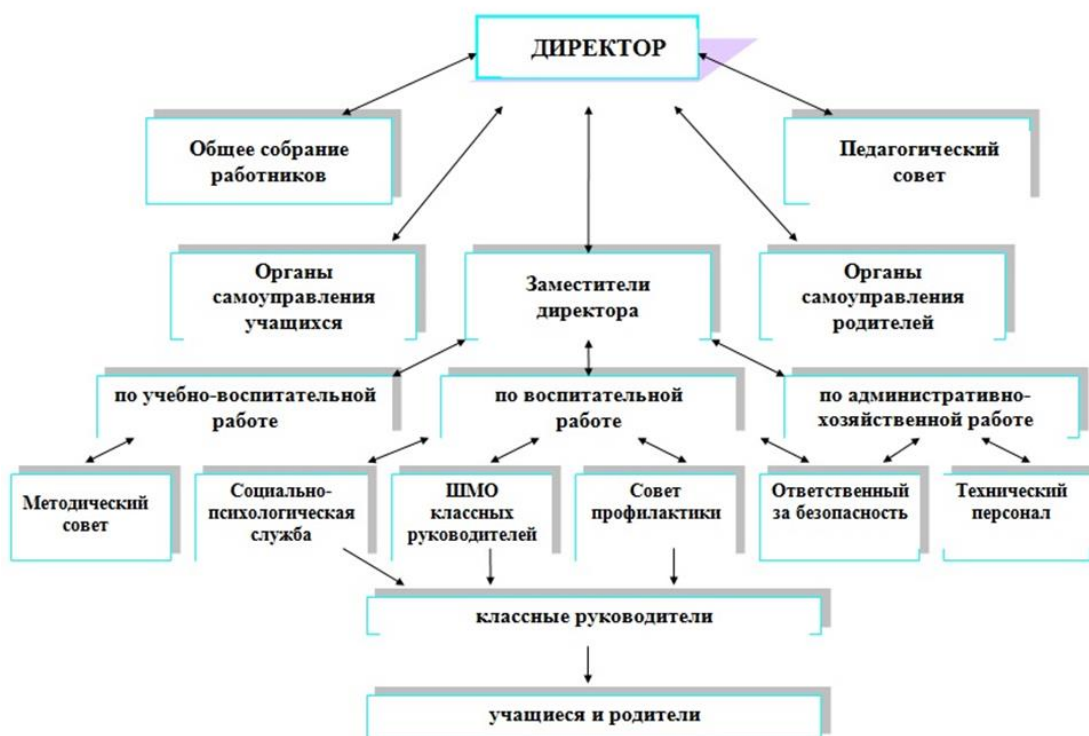 ДИРЕКТОР
Общее собрание
работников
Педагогический
совет
Органы
самоуправления
учащихся
Заместители
директора
Органы
самоуправления
родителей
по учебно-воспитательной
работе
по воспитательной
работе
по административно-
хозяйственной работе
Методический
совет
Социально-
психологическая
служба
ШМО
классных
руководителей
Совет
профилактики
Ответственный
за безопасность
Технический
персонал
классные руководители
учащиеся и родители